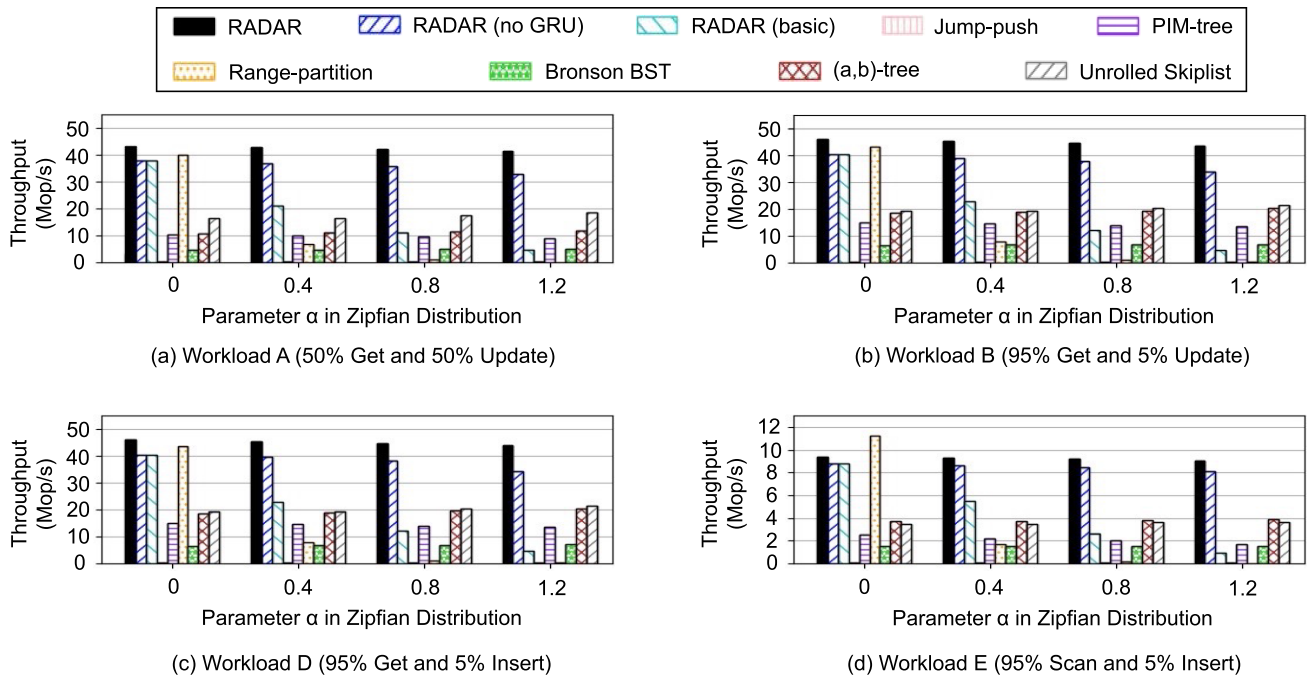 RADAR RADAR (no GRU) RADAR (basic) Jump-push PIM-tree
Range-partition Bronson BST (a,b)-tree Unrolled Skiplist
Throughput
(Mop/s)
50
40
30
20
10
0
0 0.4 0.8 1.2
Parameter α in Zipfian Distribution
(a) Workload A (50% Get and 50% Update)
Throughput
(Mop/s)
50
40
30
20
10
0
0 0.4 0.8 1.2
Parameter α in Zipfian Distribution
(b) Workload B (95% Get and 5% Update)
Throughput
(Mop/s)
50
40
30
20
10
0
0 0.4 0.8 1.2
Parameter α in Zipfian Distribution
(c) Workload D (95% Get and 5% Insert)
Throughput
(Mop/s)
12
10
8
6
4
2
0
0 0.4 0.8 1.2
Parameter α in Zipfian Distribution
(d) Workload E (95% Scan and 5% Insert)